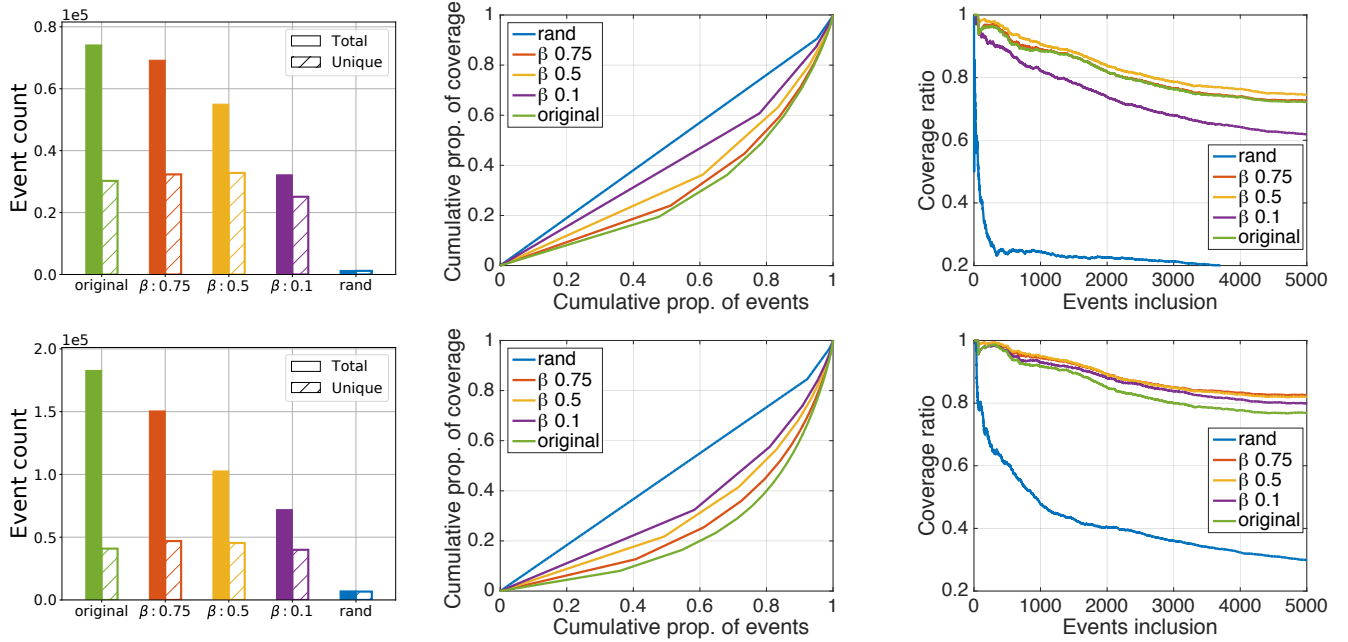 1e5
0.8
0.6
0.4
0.2
0.0
Event count
Total
Unique
original
β:0.75
β:0.5
β:0.1
rand
1
0.8
0.6
0.4
0.2
0
Cumulative prop. of coverage
rand
β 0.75
β 0.5
β 0.1
original
0 0.2 0.4 0.6 0.8 1
Cumulative prop. of events
1
0.8
0.6
0.4
0.2
Coverage ratio
rand
β 0.75
β 0.5
β 0.1
original
0 1000 2000 3000 4000 5000
Events inclusion
1e5
2.0
1.5
1.0
0.5
0.0
Event count
Total
Unique
original
β:0.75
β:0.5
β:0.1
rand
1
0.8
0.6
0.4
0.2
0
Cumulative prop. of coverage
rand
β 0.75
β 0.5
β 0.1
original
0 0.2 0.4 0.6 0.8 1
Cumulative prop. of events
1
0.8
0.6
0.4
0.2
Coverage ratio
rand
β 0.75
β 0.5
β 0.1
original
0 1000 2000 3000 4000 5000
Events inclusion